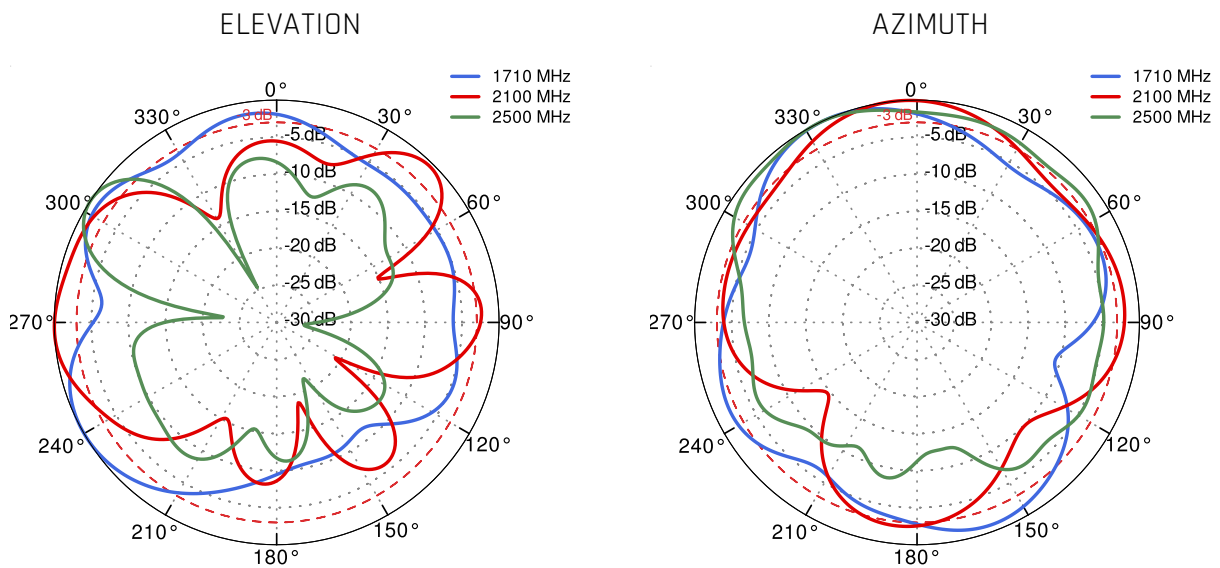 ELEVATION
1710 MHz
2100 MHz
2500 MHz
0°
330°
30°
3 dB
-5 dB
-10 dB
300°
60°
-15 dB
-20 dB
-25 dB
270°
-30 dB
90°
240°
120°
210°
150°
180°
AZIMUTH
1710 MHz
2100 MHz
2500 MHz
0°
330°
30°
-3 dB
-5 dB
-10 dB
300°
60°
-15 dB
-20 dB
-25 dB
270°
-30 dB
90°
240°
120°
210°
150°
180°